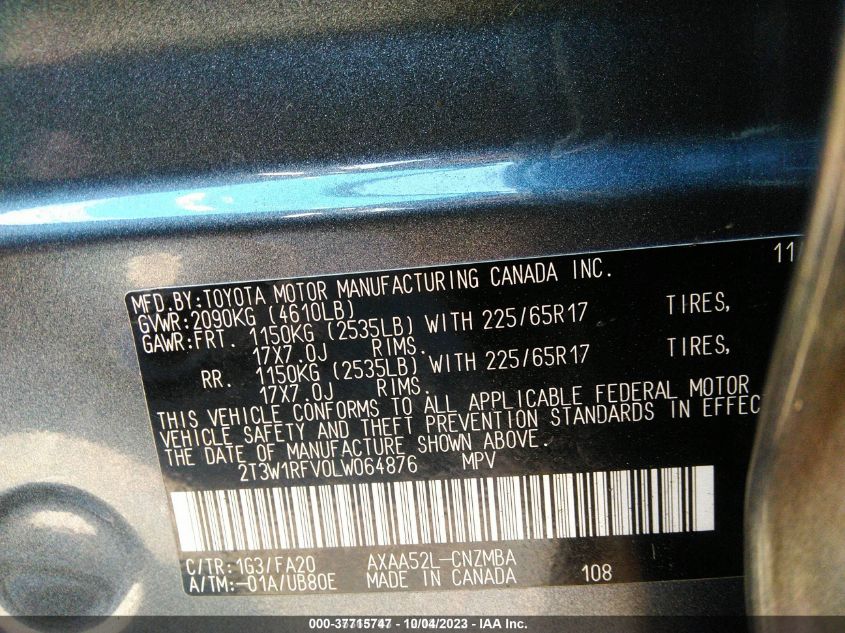 MFD.BY:TOYOTA MOTOR MANUFACTURING CANADA INC. 11
GVWR:2090KG (4610LB)
GAWR:FRT. 1150KG (2535LB) WITH 225/65R17 TIRES,
17X7.0J RIMS.
RR. 1150KG (2535LB) WITH 225/65R17 TIRES,
17X7.0J RIMS.
THIS VEHICLE CONFORMS TO ALL APPLICABLE FEDERAL MOTOR
VEHICLE SAFETY AND THEFT PREVENTION STANDARDS IN EFFEC
THE DATE OF MANUFACTURE SHOWN ABOVE.
2T3W1RFV0LW064876 MPV
C/TR:1G3/FA20 AXAA52L-CNZMBA
A/TM:-01A/UB80E MADE IN CANADA 108
000-37715747 - 10/04/2023 - IAA Inc.